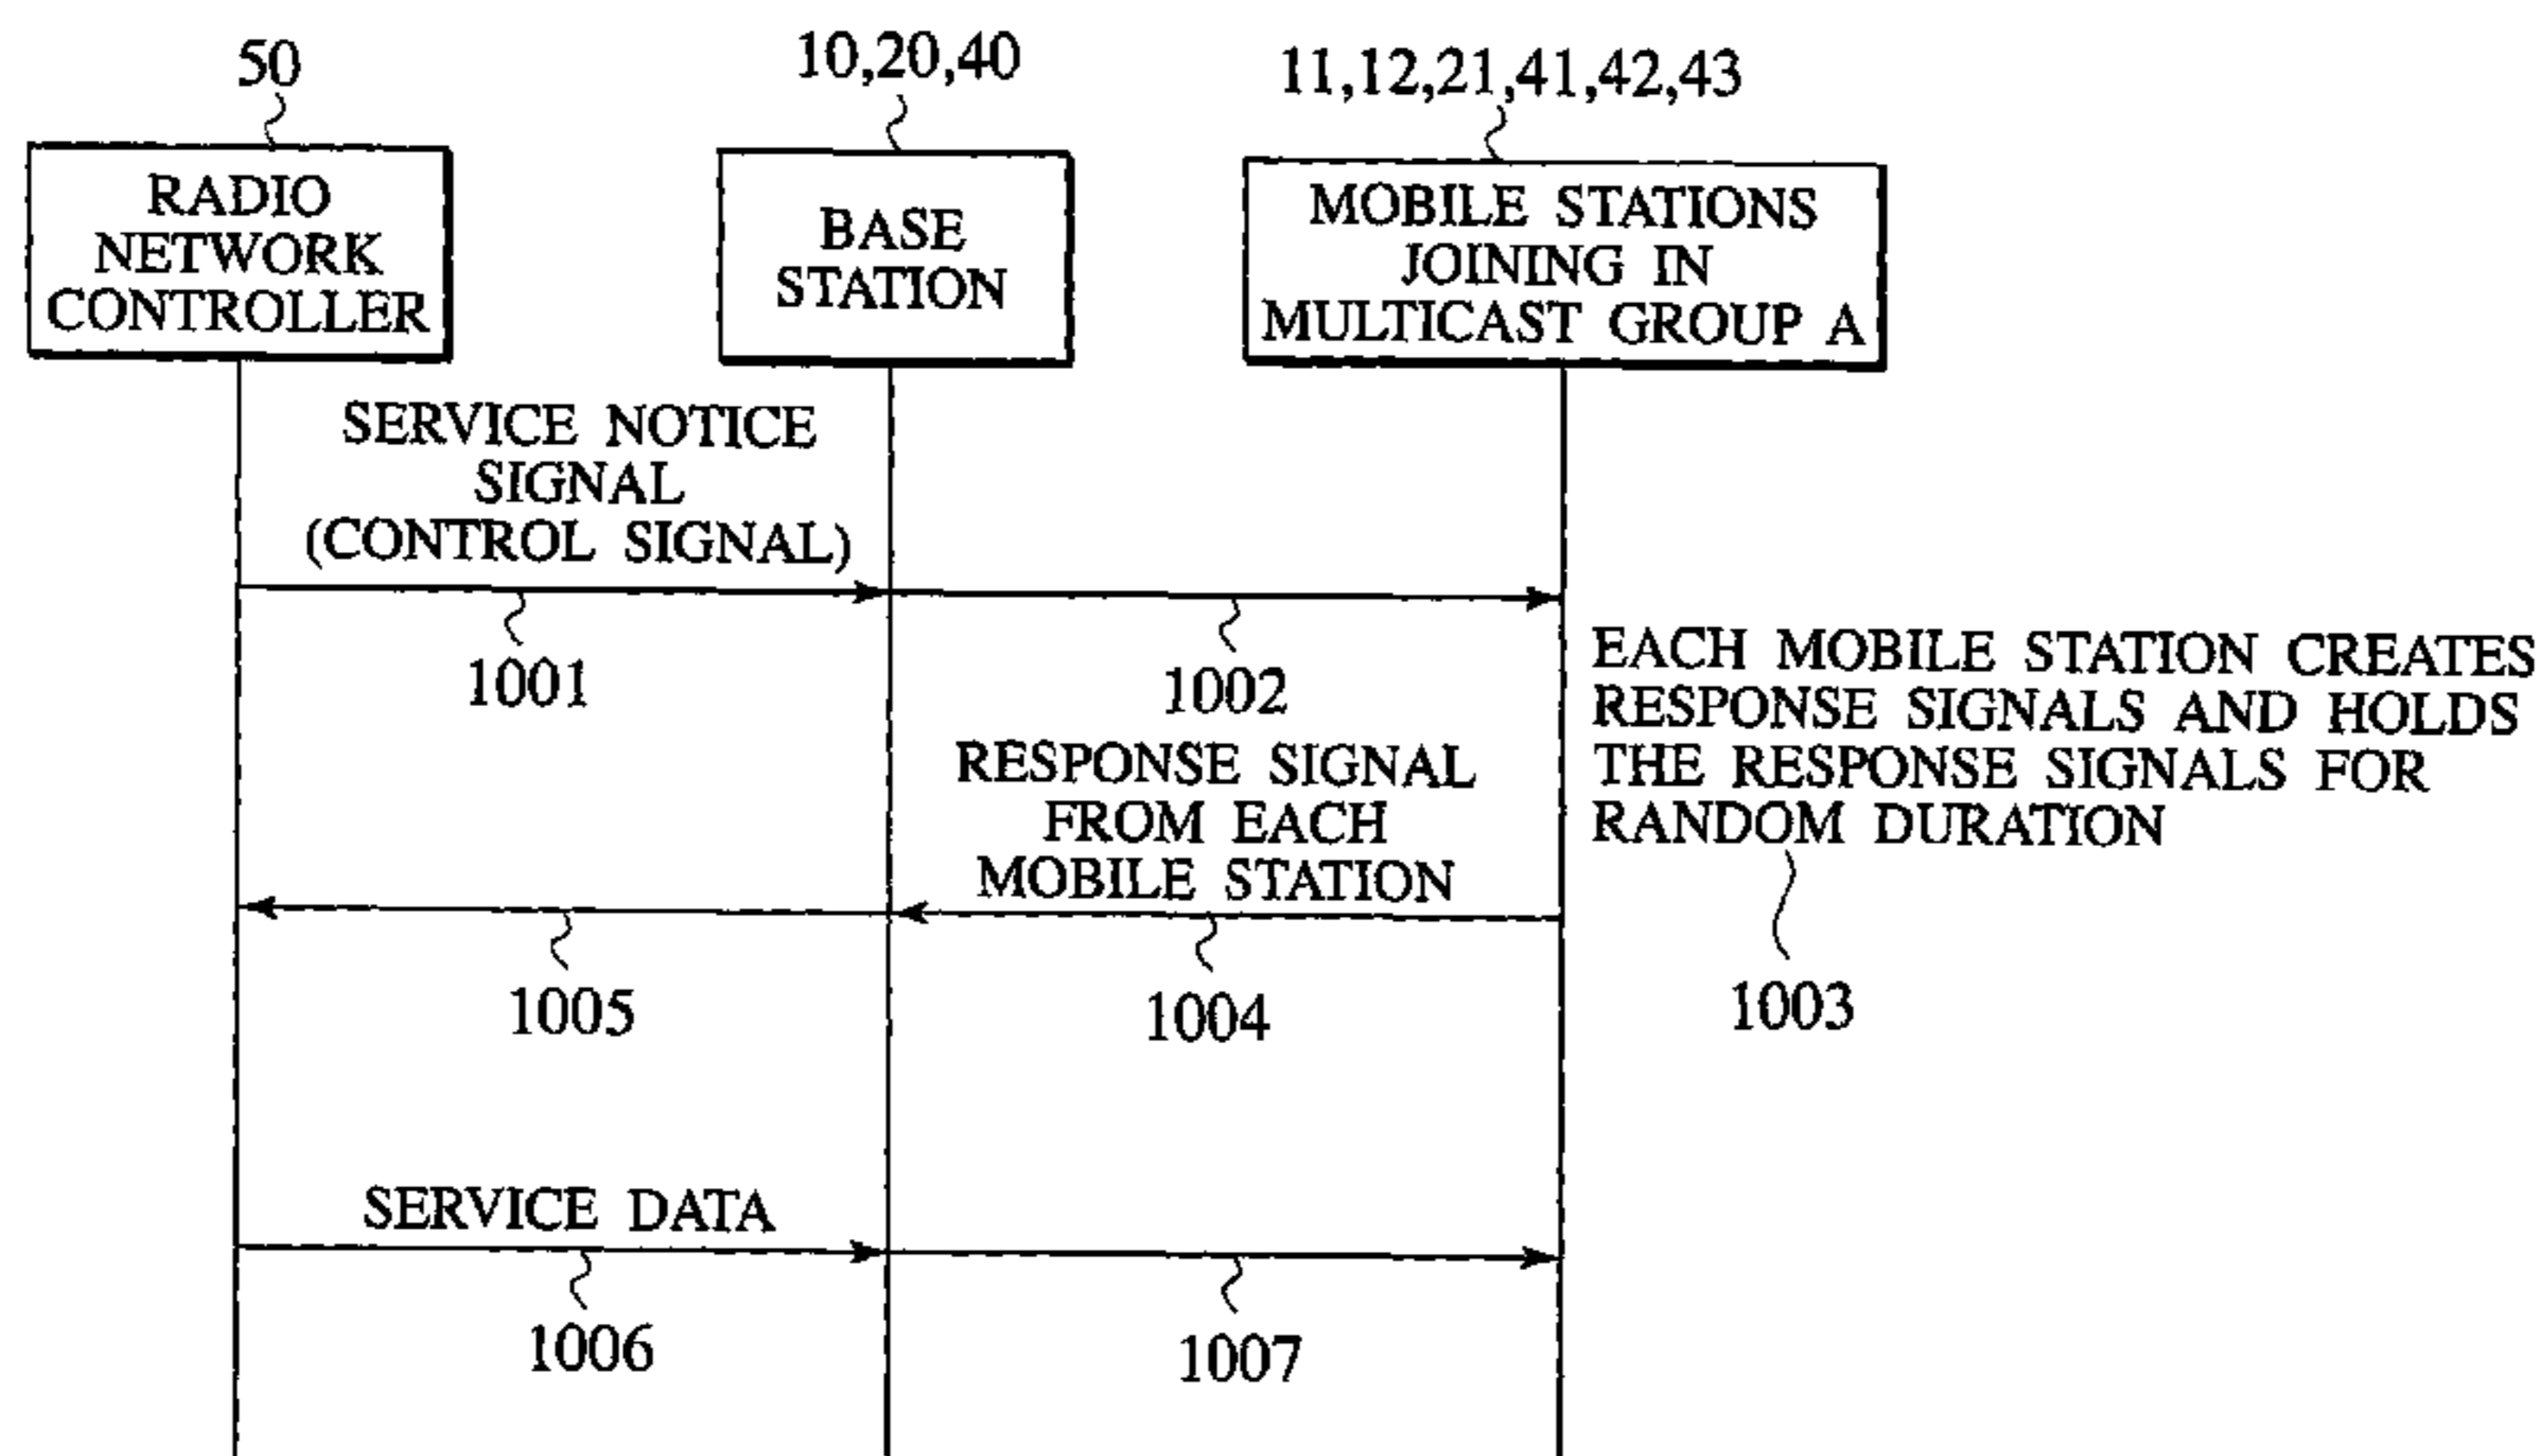 50
10,20,40
11,12,21,41,42,43
RADIO
NETWORK
CONTROLLER
BASE
STATION
MOBILE STATIONS
JOINING IN
MULTICAST GROUP A
SERVICE NOTICE
SIGNAL
(CONTROL SIGNAL)
1001
1002
EACH MOBILE STATION CREATES
RESPONSE SIGNALS AND HOLDS
THE RESPONSE SIGNALS FOR
RANDOM DURATION
1003
RESPONSE SIGNAL
FROM EACH
MOBILE STATION
1005
1004
SERVICE DATA
1006
1007